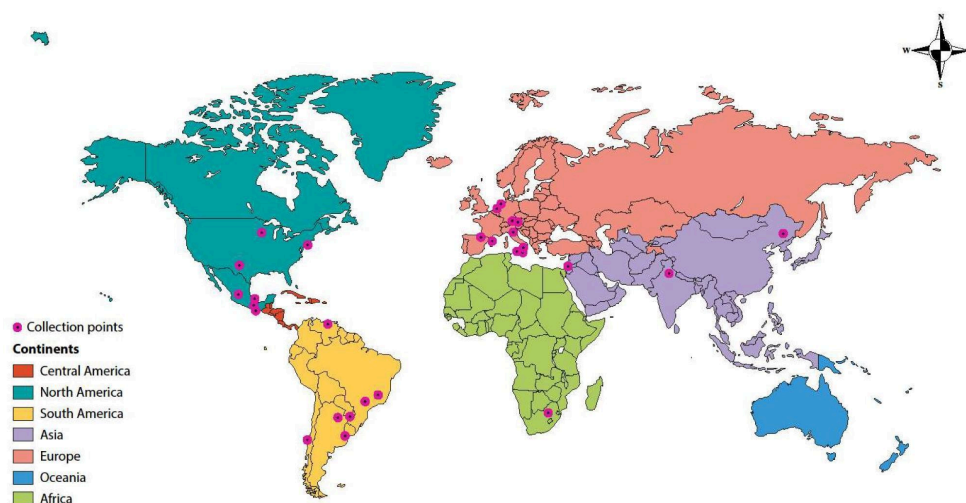 N
W
E
S
Collection points
Continents
Central America
North America
South America
Asia
Europe
Oceania
Africa